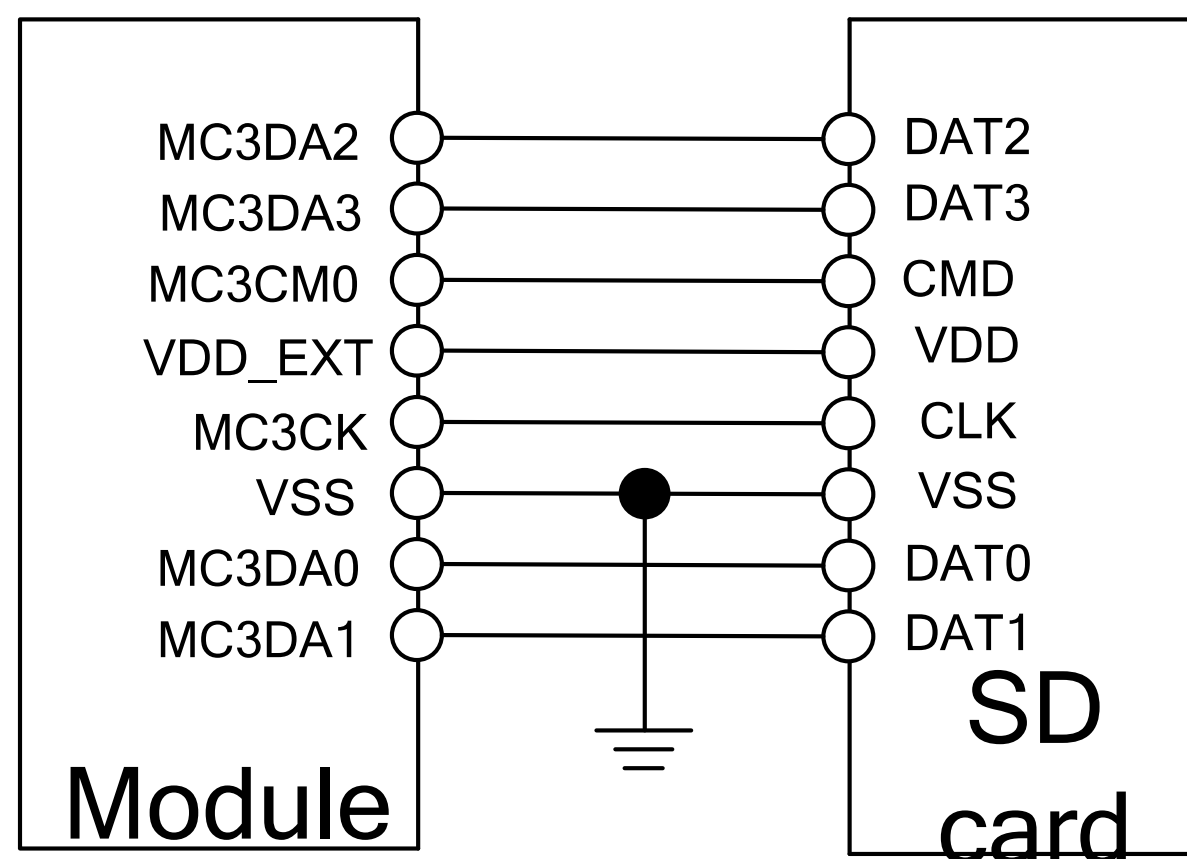 MC3DA2 DAT2
MC3DA3 DAT3
MC3CM0 CMD
VDD_EXT VDD
MC3CK CLK
VSS VSS
MC3DA0 DAT0
MC3DA1 DAT1
Module
SD
card